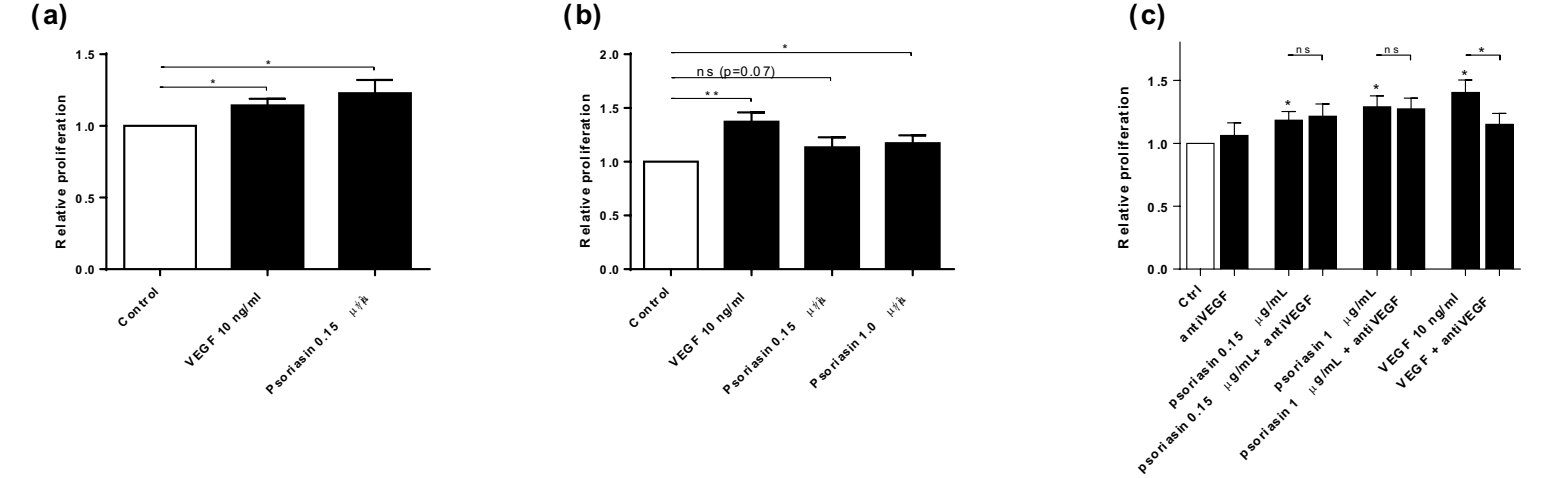 (a)
1.5
1.0
0.5
0.0
Relative proliferation
*
*
Control
VEGF 10 ng/ml
Psoriasin 0.15
(b)
2.0
1.5
1.0
0.5
0.0
Relative proliferation
*
ns (p=0.07)
**
Control
VEGF 10 ng/ml
Psoriasin 0.15
Psoriasin 1.0
(c)
1.5
1.0
0.5
0.0
Relative proliferation
ns
ns
*
*
*
*
Ctrl
antiVEGF
psoriasin 0.15 μg/mL
psoriasin 0.15 μg/mL+ antiVEGF
psoriasin 1 μg/mL
psoriasin 1 μg/mL + antiVEGF
VEGF 10 ng/ml
VEGF + antiVEGF